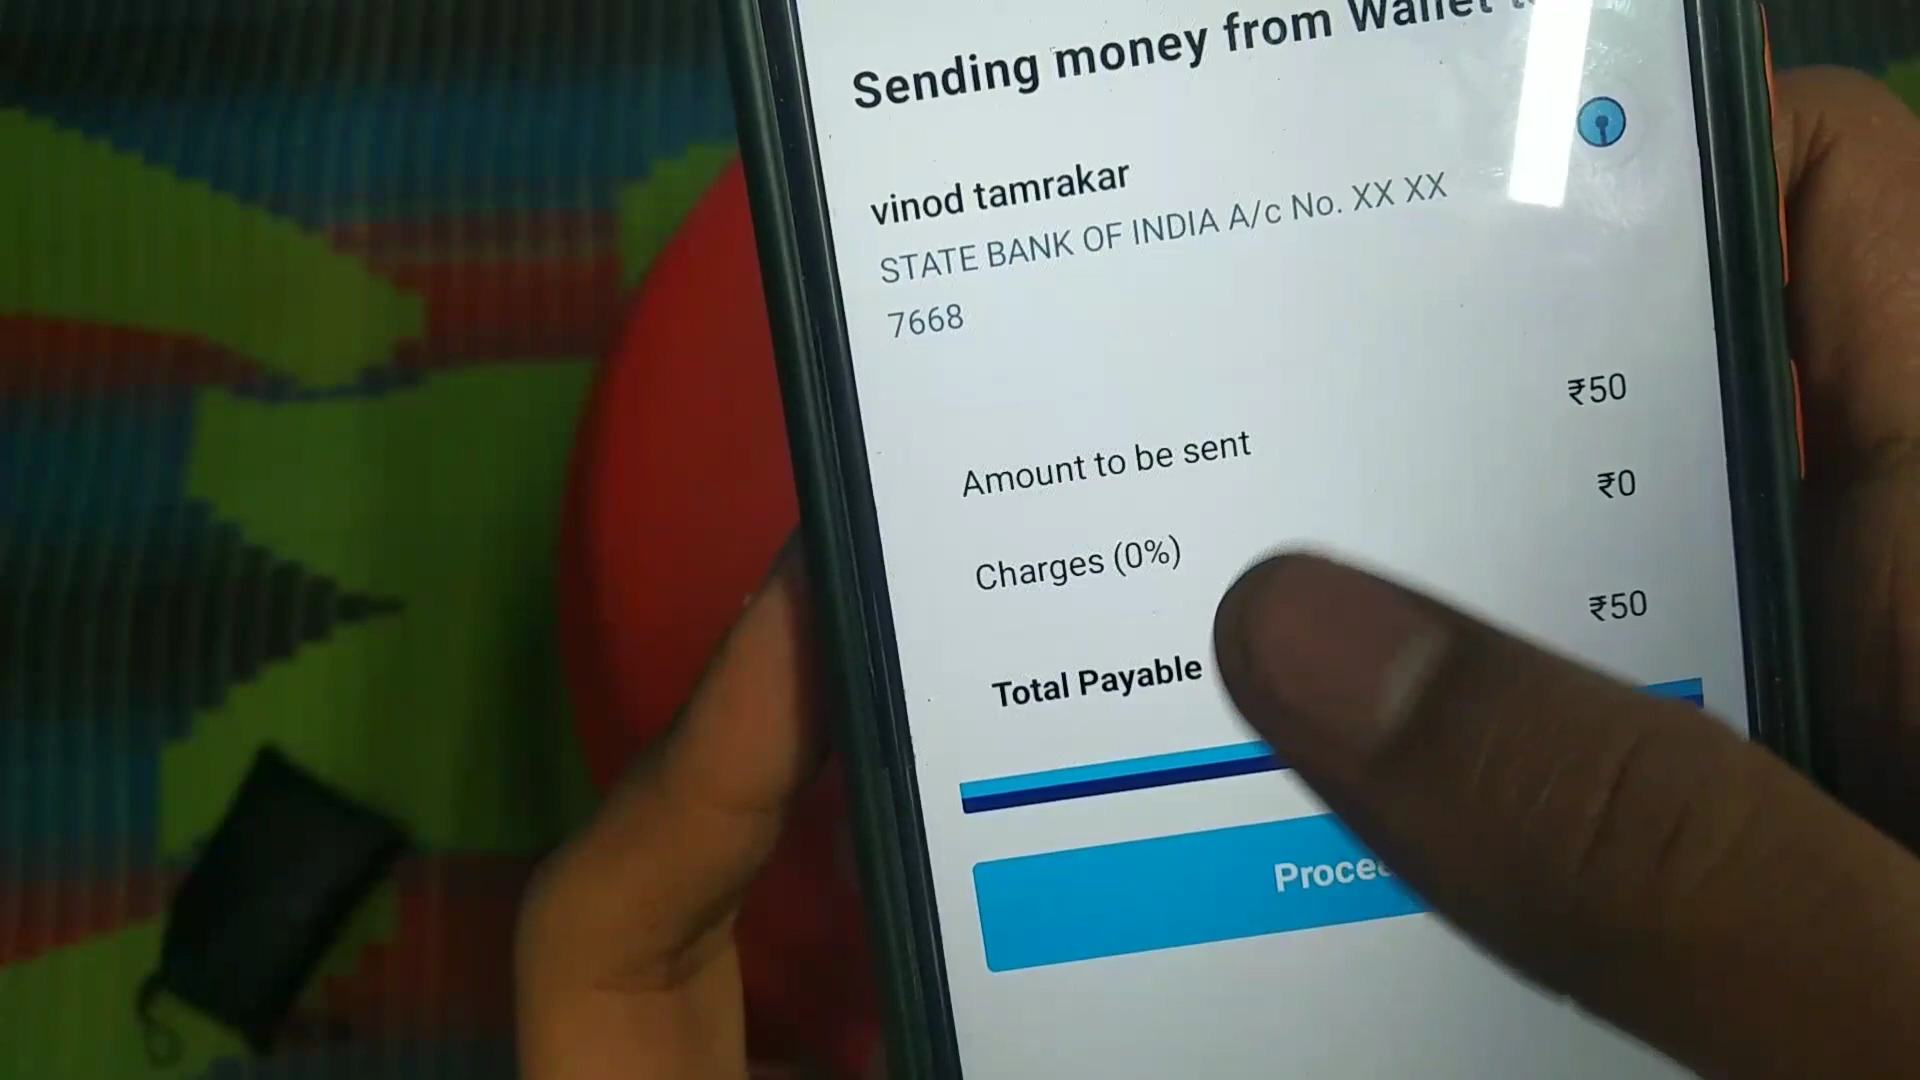 Sending money from Wallet
vinod tamrakar
STATE BANK OF INDIA A/c No. XX XX
7668
₹50
Amount to be sent
₹0
Charges (0%)
₹50
Total Payable